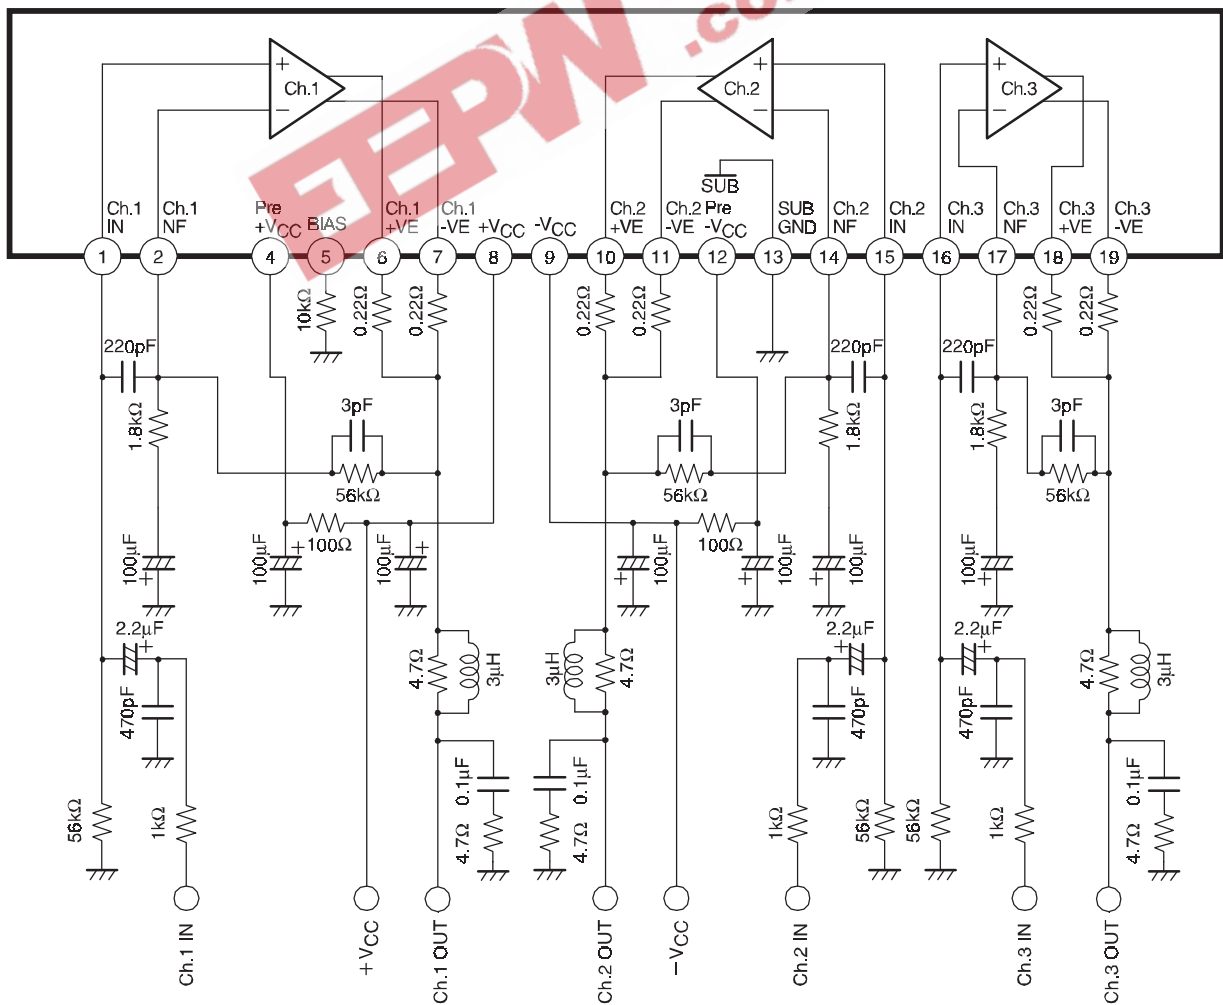 EEPW
.co
+
Ch.1
−
Ch.2
+
−
+
Ch.3
−
SUB
Ch.1 IN
Ch.1 NF
Pre +VCC
BIAS
Ch.1 +VE
Ch.1 -VE
+VCC
-VCC
Ch.2 +VE
Ch.2 -VE
Pre -VCC
SUB GND
Ch.2 NF
Ch.2 IN
Ch.3 IN
Ch.3 NF
Ch.3 +VE
Ch.3 -VE
1 2 4 5 6 7 8 9 10 11 12 13 14 15 16 17 18 19
10kΩ
0.22Ω
0.22Ω
0.22Ω
0.22Ω
0.22Ω
0.22Ω
220pF
220pF
220pF
1.8kΩ
3pF
56kΩ
3pF
56kΩ
1.8kΩ
1.8kΩ
3pF
56kΩ
100Ω
100Ω
100µF
+
100µF
+
100µF
+
100µF
+
100µF
+
100µF
+
100µF
+
2.2µF
+
470pF
4.7Ω
3µH
3µH
4.7Ω
2.2µF
+
470pF
2.2µF
+
470pF
4.7Ω
3µH
56kΩ
1kΩ
0.1µF
4.7Ω
0.1µF
4.7Ω
1kΩ
56kΩ
56kΩ
1kΩ
0.1µF
4.7Ω
Ch.1 IN
+VCC
Ch.1 OUT
Ch.2 OUT
−VCC
Ch.2 IN
Ch.3 IN
Ch.3 OUT